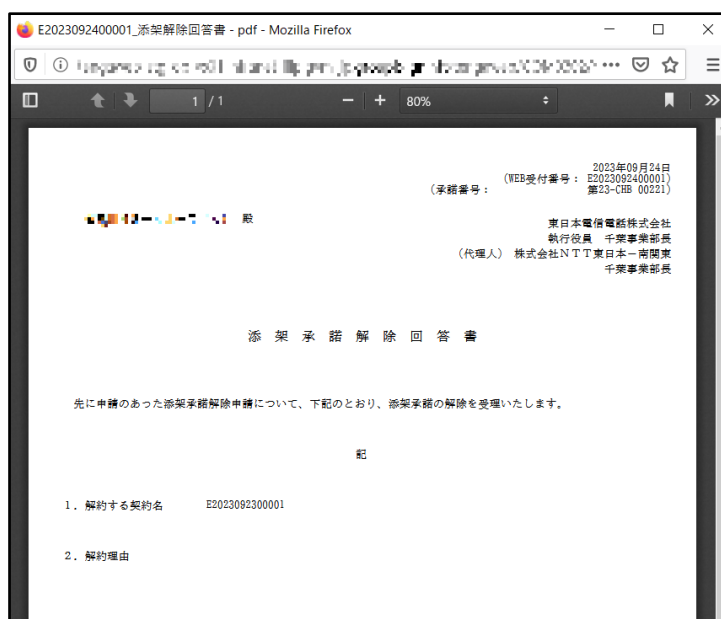 E2023092400001_添架解除回答書 - pdf - Mozilla Firefox
1 / 1
80%
2023年09月24日
(WEB受付番号： E2023092400001)
(承諾番号： 第23-CHB 00221)
殿
東日本電信電話株式会社
執行役員 千葉事業部長
(代理人) 株式会社ＮＴＴ東日本－南関東
千葉事業部長
添 架 承 諾 解 除 回 答 書
先に申請のあった添架承諾解除申請について、下記のとおり、添架承諾の解除を受理いたします。
記
1．解約する契約名 E2023092300001
2．解約理由